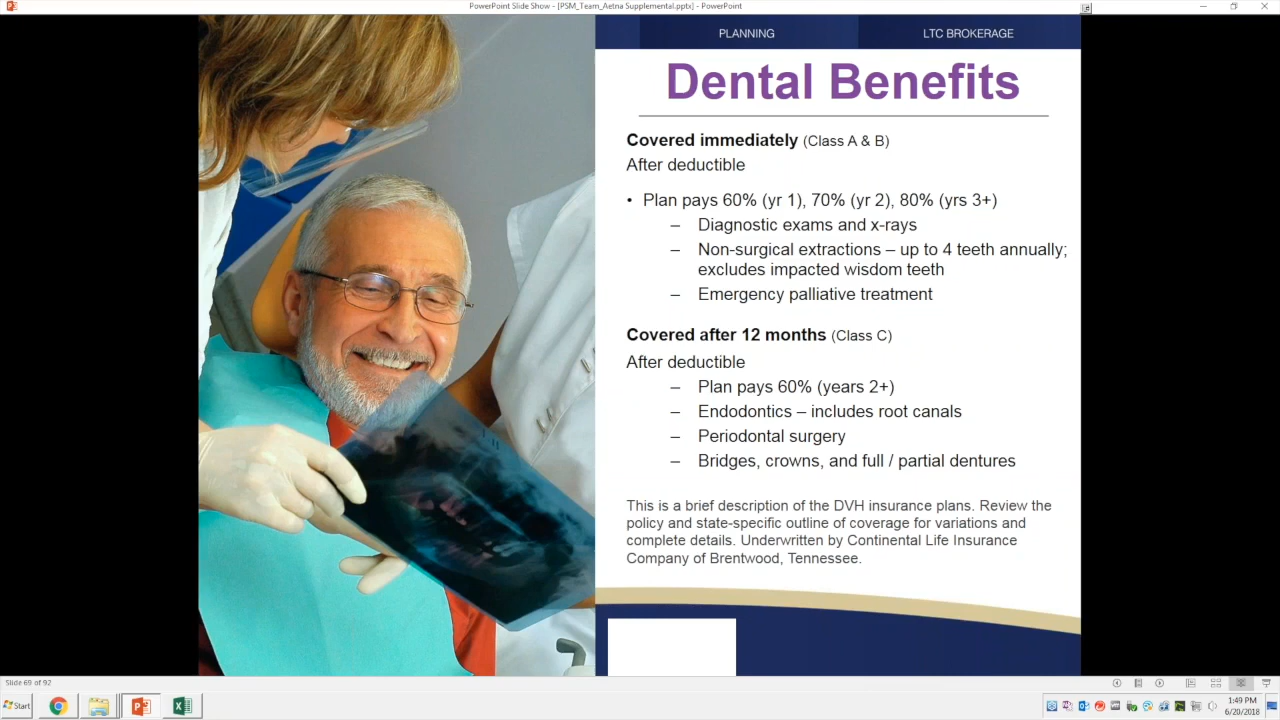 PowerPoint Slide Show - [PSM_Team_Aetna Supplemental.pptx] - PowerPoint
PLANNING
LTC BROKERAGE
Dental Benefits
Covered immediately (Class A & B)
After deductible
• Plan pays 60% (yr 1), 70% (yr 2), 80% (yrs 3+)
– Diagnostic exams and x-rays
– Non-surgical extractions – up to 4 teeth annually;
excludes impacted wisdom teeth
– Emergency palliative treatment
Covered after 12 months (Class C)
After deductible
– Plan pays 60% (years 2+)
– Endodontics – includes root canals
– Periodontal surgery
– Bridges, crowns, and full / partial dentures
This is a brief description of the DVH insurance plans. Review the
policy and state-specific outline of coverage for variations and
complete details. Underwritten by Continental Life Insurance
Company of Brentwood, Tennessee.
Slide 69 of 92
Start
1:49 PM
6/20/2018